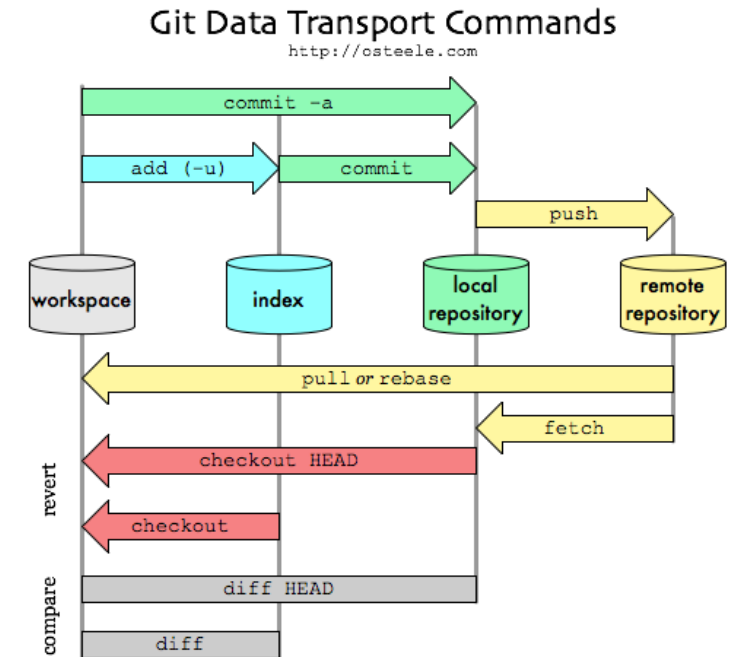 Git Data Transport Commands
http://osteele.com
commit -a
add (-u)
commit
push
workspace
index
local
repository
remote
repository
pull or rebase
fetch
revert
checkout HEAD
checkout
compare
diff HEAD
diff